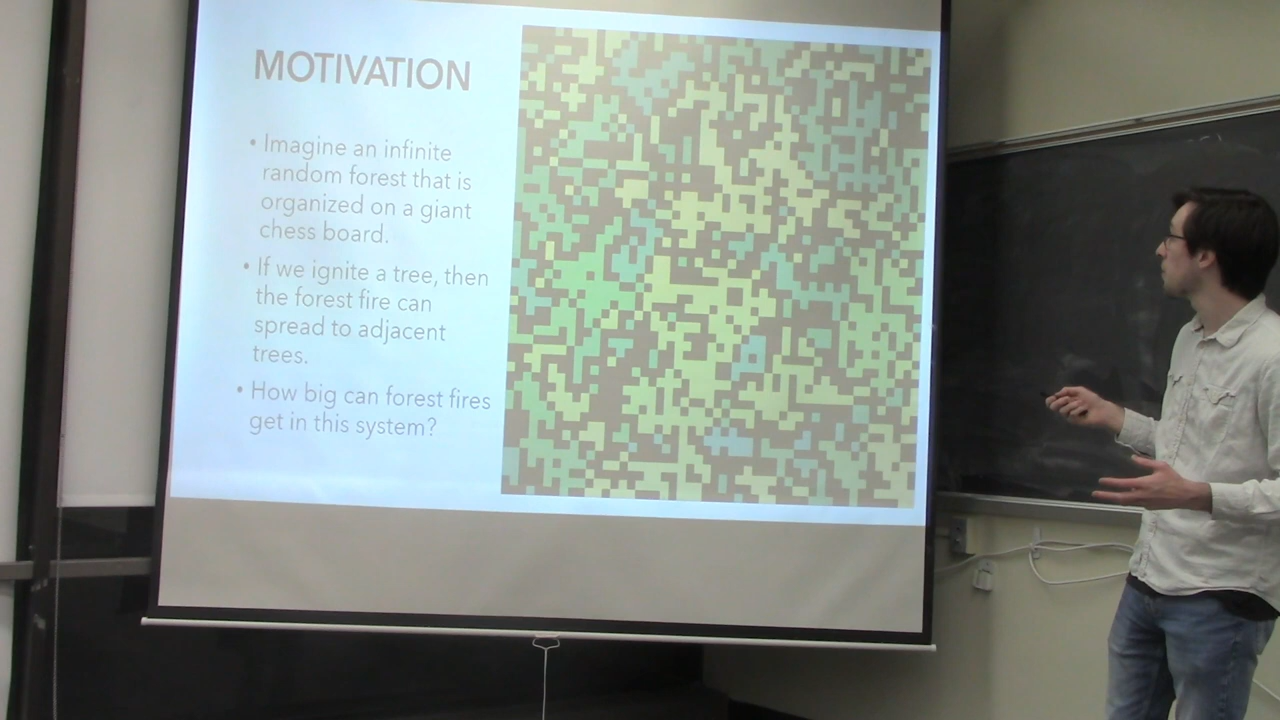 MOTIVATION
• Imagine an infinite
random forest that is
organized on a giant
chess board.
• If we ignite a tree, then
the forest fire can
spread to adjacent
trees.
• How big can forest fires
get in this system?